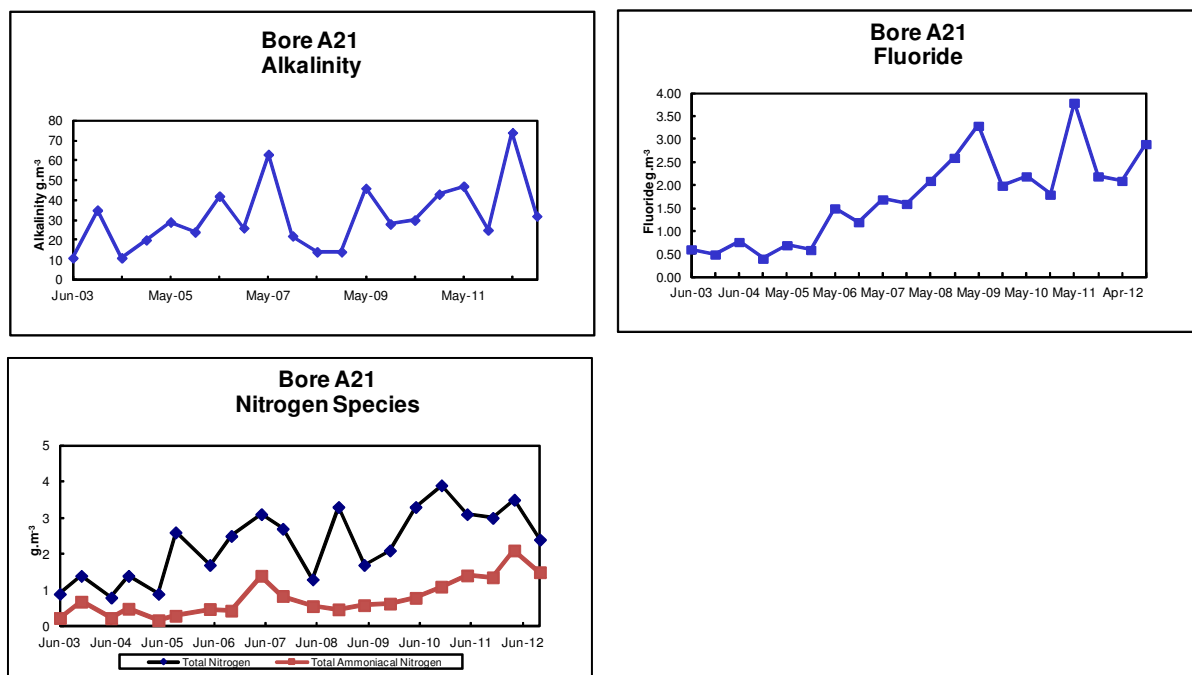 Bore A21
Alkalinity
Alkalinity g.m-3
80
70
60
50
40
30
20
10
0
Jun-03 May-05 May-07 May-09 May-11
Bore A21
Fluoride
Fluoride g.m-3
4.00
3.50
3.00
2.50
2.00
1.50
1.00
0.50
0.00
Jun-03 Jun-04 May-05 May-06 May-07 May-08 May-09 May-10 May-11 Apr-12
Bore A21
Nitrogen Species
g.m-3
5
4
3
2
1
0
Jun-03 Jun-04 Jun-05 Jun-06 Jun-07 Jun-08 Jun-09 Jun-10 Jun-11 Jun-12
Total Nitrogen Total Ammoniacal Nitrogen